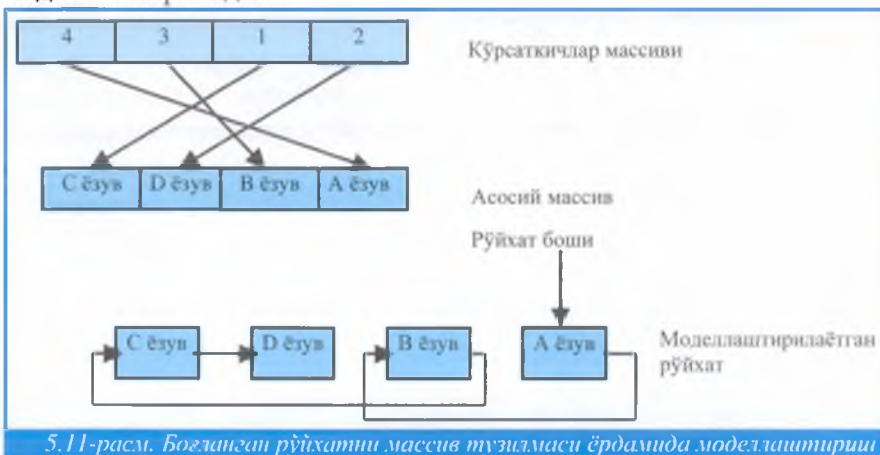 4 3 1 2
Кўрсаткичлар массиви
C ёзув D ёзув B ёзув A ёзув
Асосий массив
Рўйхат боши
C ёзув D ёзув B ёзув A ёзув
Моделлаштирилаётган
рўйхат
5.11-расм. Боғланган рўйхатни массив тузилмаси ёрдамида моделлаштириш